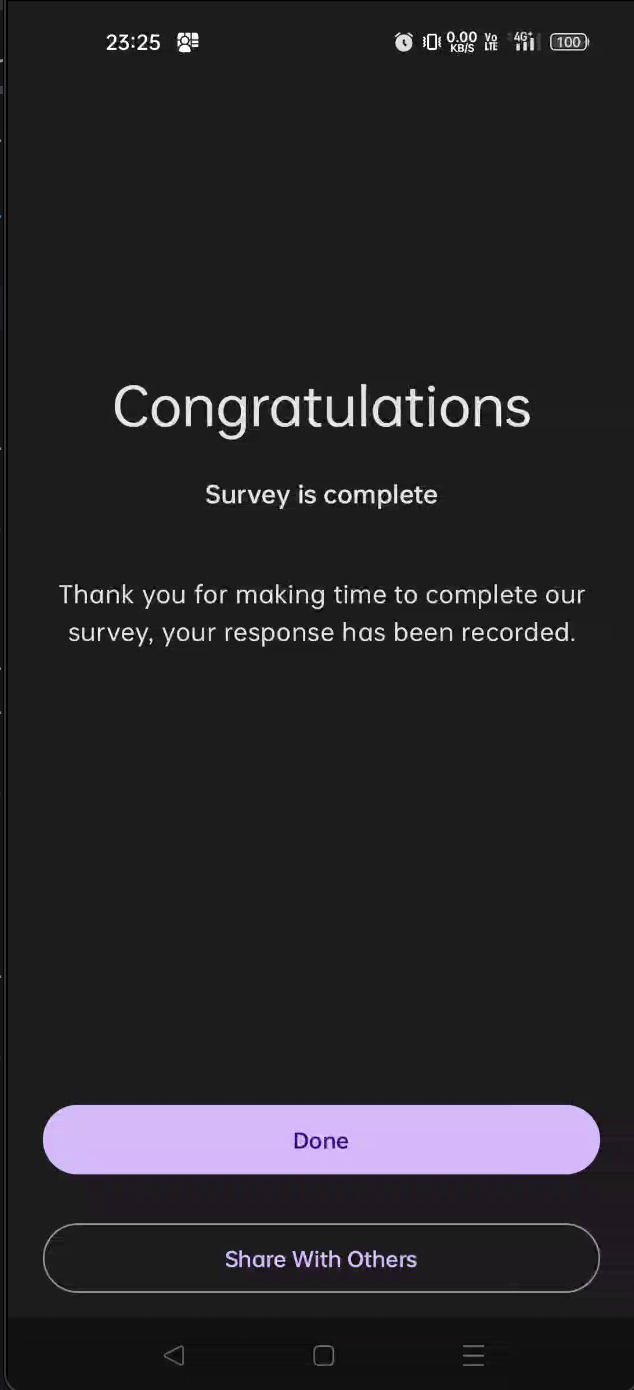 23:25
0.00
KB/S
Vo
LTE
4G+
100
Congratulations
Survey is complete
Thank you for making time to complete our
survey, your response has been recorded.
Done
Share With Others